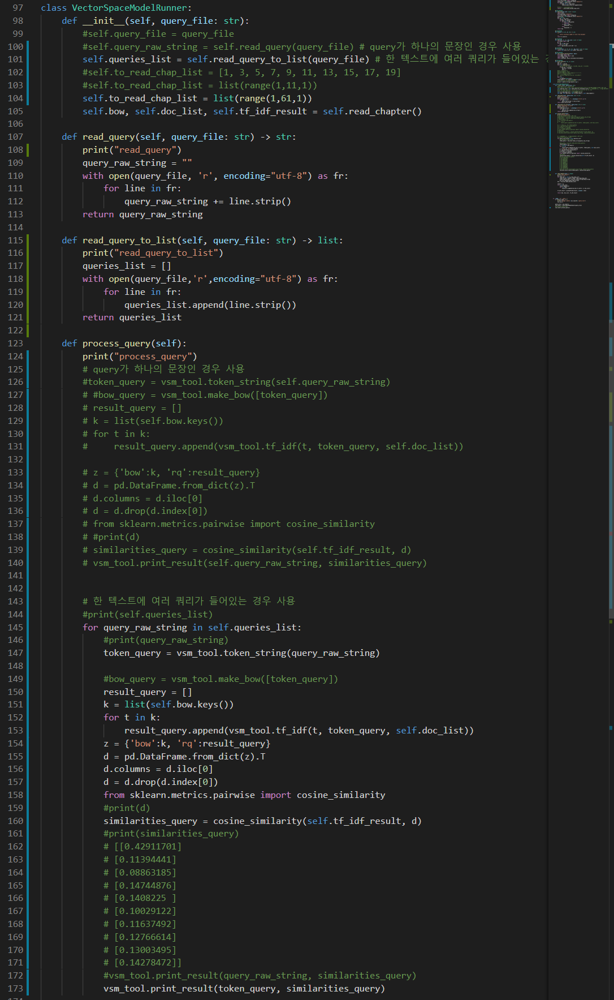 97 class VectorSpaceModelRunner:
98     def __init__(self, query_file: str):
99         #self.query_file = query_file
100         #self.query_raw_string = self.read_query(query_file) # query가 하나의 문장인 경우 사용
101         self.queries_list = self.read_query_to_list(query_file) # 한 텍스트에 여러 쿼리가 들어있는
102         #self.to_read_chap_list = [1, 3, 5, 7, 9, 11, 13, 15, 17, 19]
103         #self.to_read_chap_list = list(range(1,11,1))
104         self.to_read_chap_list = list(range(1,61,1))
105         self.bow, self.doc_list, self.tf_idf_result = self.read_chapter()
106
107     def read_query(self, query_file: str) -> str:
108         print("read_query")
109         query_raw_string = ""
110         with open(query_file, 'r', encoding="utf-8") as fr:
111             for line in fr:
112                 query_raw_string += line.strip()
113         return query_raw_string
114
115     def read_query_to_list(self, query_file: str) -> list:
116         print("read_query_to_list")
117         queries_list = []
118         with open(query_file,'r',encoding="utf-8") as fr:
119             for line in fr:
120                 queries_list.append(line.strip())
121         return queries_list
122
123     def process_query(self):
124         print("process_query")
125         # query가 하나의 문장인 경우 사용
126         #token_query = vsm_tool.token_string(self.query_raw_string)
127         # #bow_query = vsm_tool.make_bow([token_query])
128         # result_query = []
129         # k = list(self.bow.keys())
130         # for t in k:
131         #     result_query.append(vsm_tool.tf_idf(t, token_query, self.doc_list))
132
133         # z = {'bow':k, 'rq':result_query}
134         # d = pd.DataFrame.from_dict(z).T
135         # d.columns = d.iloc[0]
136         # d = d.drop(d.index[0])
137         # from sklearn.metrics.pairwise import cosine_similarity
138         # #print(d)
139         # similarities_query = cosine_similarity(self.tf_idf_result, d)
140         # vsm_tool.print_result(self.query_raw_string, similarities_query)
141
142
143         # 한 텍스트에 여러 쿼리가 들어있는 경우 사용
144         #print(self.queries_list)
145         for query_raw_string in self.queries_list:
146             #print(query_raw_string)
147             token_query = vsm_tool.token_string(query_raw_string)
148
149             #bow_query = vsm_tool.make_bow([token_query])
150             result_query = []
151             k = list(self.bow.keys())
152             for t in k:
153                 result_query.append(vsm_tool.tf_idf(t, token_query, self.doc_list))
154             z = {'bow':k, 'rq':result_query}
155             d = pd.DataFrame.from_dict(z).T
156             d.columns = d.iloc[0]
157             d = d.drop(d.index[0])
158             from sklearn.metrics.pairwise import cosine_similarity
159             #print(d)
160             similarities_query = cosine_similarity(self.tf_idf_result, d)
161             #print(similarities_query)
162             # [[0.42911701]
163             # [0.11394441]
164             # [0.08863185]
165             # [0.14744876]
166             # [0.1408225 ]
167             # [0.10029122]
168             # [0.11637492]
169             # [0.12766614]
170             # [0.13003495]
171             # [0.14278472]]
172             #vsm_tool.print_result(query_raw_string, similarities_query)
173             vsm_tool.print_result(token_query, similarities_query)